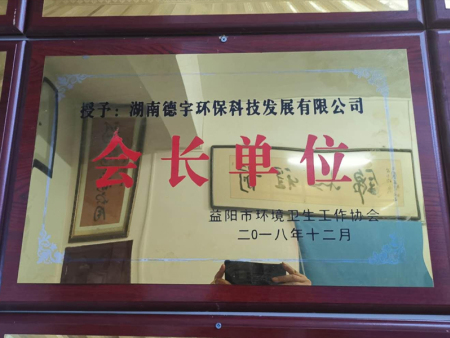 授予：湖南德宇环保科技发展有限公司
会长单位
益阳市环境卫生工作协会
二〇一八年十二月